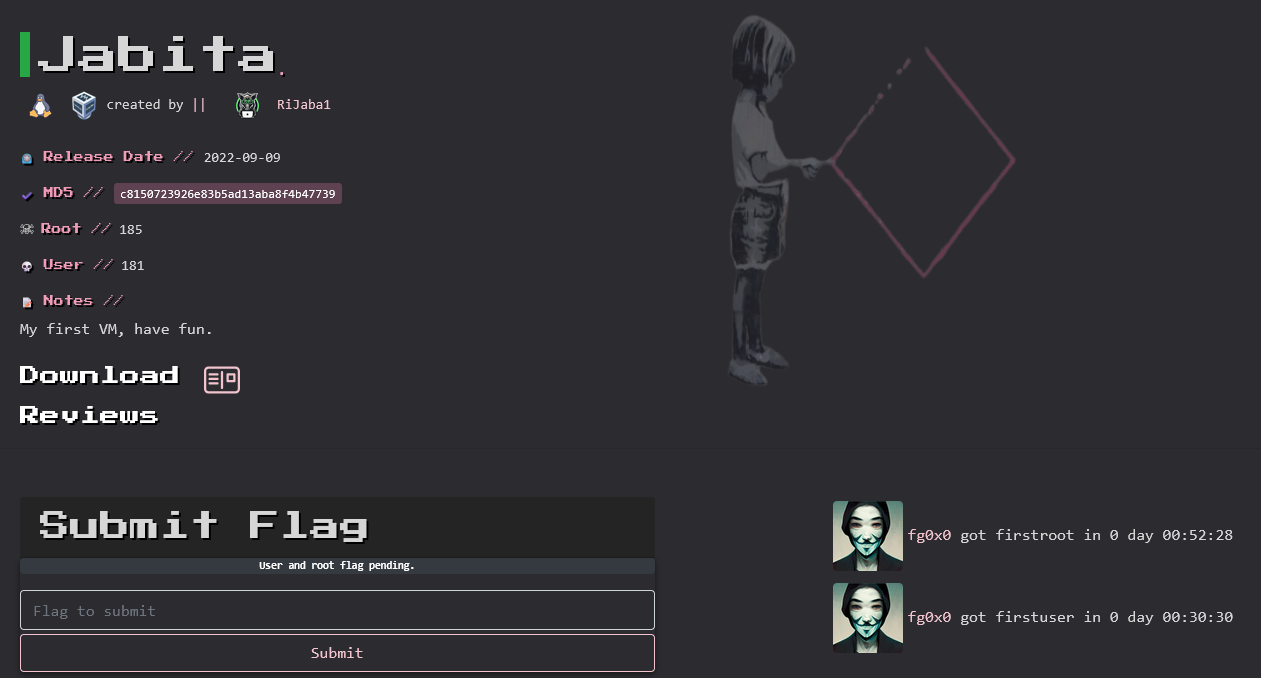 Jabita.
created by || RiJaba1
Release Date // 2022-09-09
MD5 // c8150723926e83b5ad13aba8f4b47739
Root // 185
User // 181
Notes //
My first VM, have fun.
Download
Reviews
Submit Flag
User and root flag pending.
Flag to submit
Submit
fg0x0 got firstroot in 0 day 00:52:28
fg0x0 got firstuser in 0 day 00:30:30